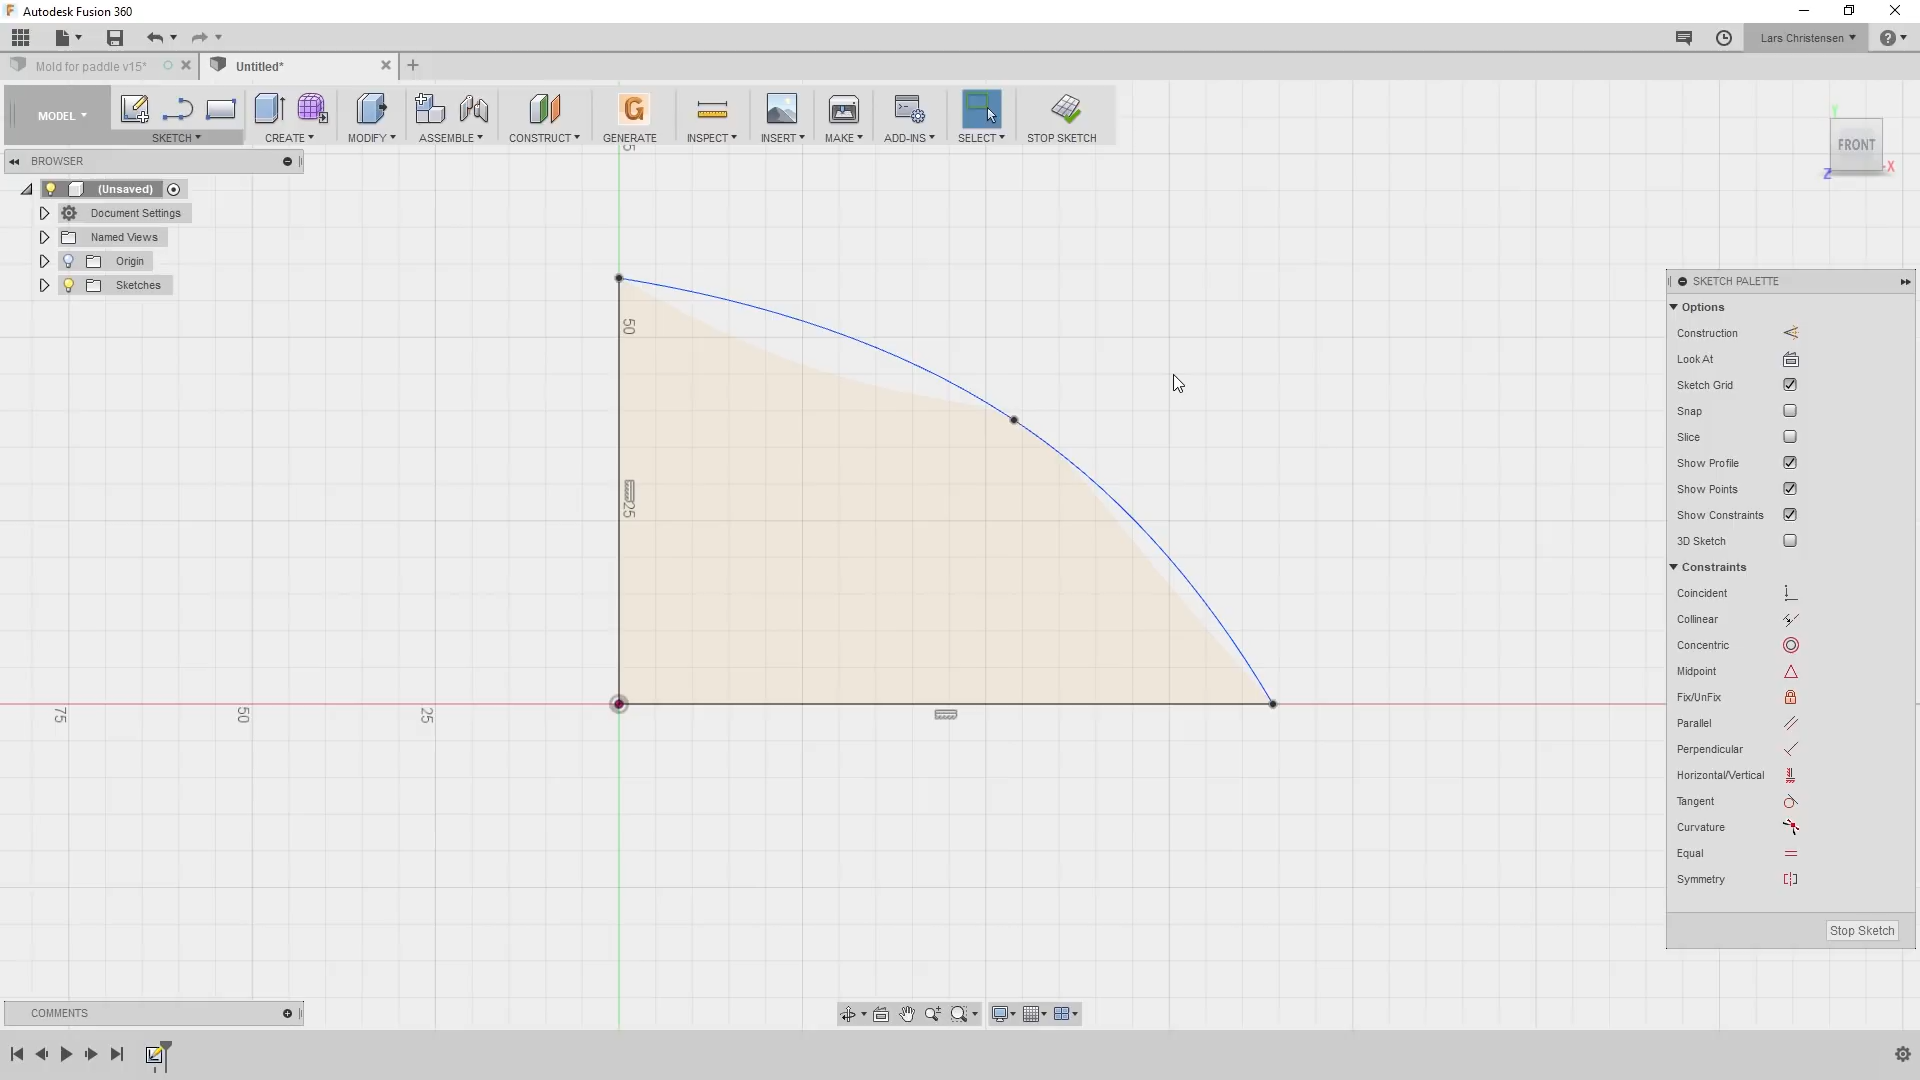 Autodesk Fusion 360
Lars Christensen
Mold for paddle v15*
Untitled*
MODEL
SKETCH
CREATE
MODIFY
ASSEMBLE
CONSTRUCT
GENERATE
INSPECT
INSERT
MAKE
ADD-INS
SELECT
STOP SKETCH
BROWSER
(Unsaved)
Document Settings
Named Views
Origin
Sketches
FRONT
Y
X
Z
50
25
75
50
25
SKETCH PALETTE
Options
Construction
Look At
Sketch Grid
Snap
Slice
Show Profile
Show Points
Show Constraints
3D Sketch
Constraints
Coincident
Collinear
Concentric
Midpoint
Fix/UnFix
Parallel
Perpendicular
Horizontal/Vertical
Tangent
Curvature
Equal
Symmetry
Stop Sketch
COMMENTS